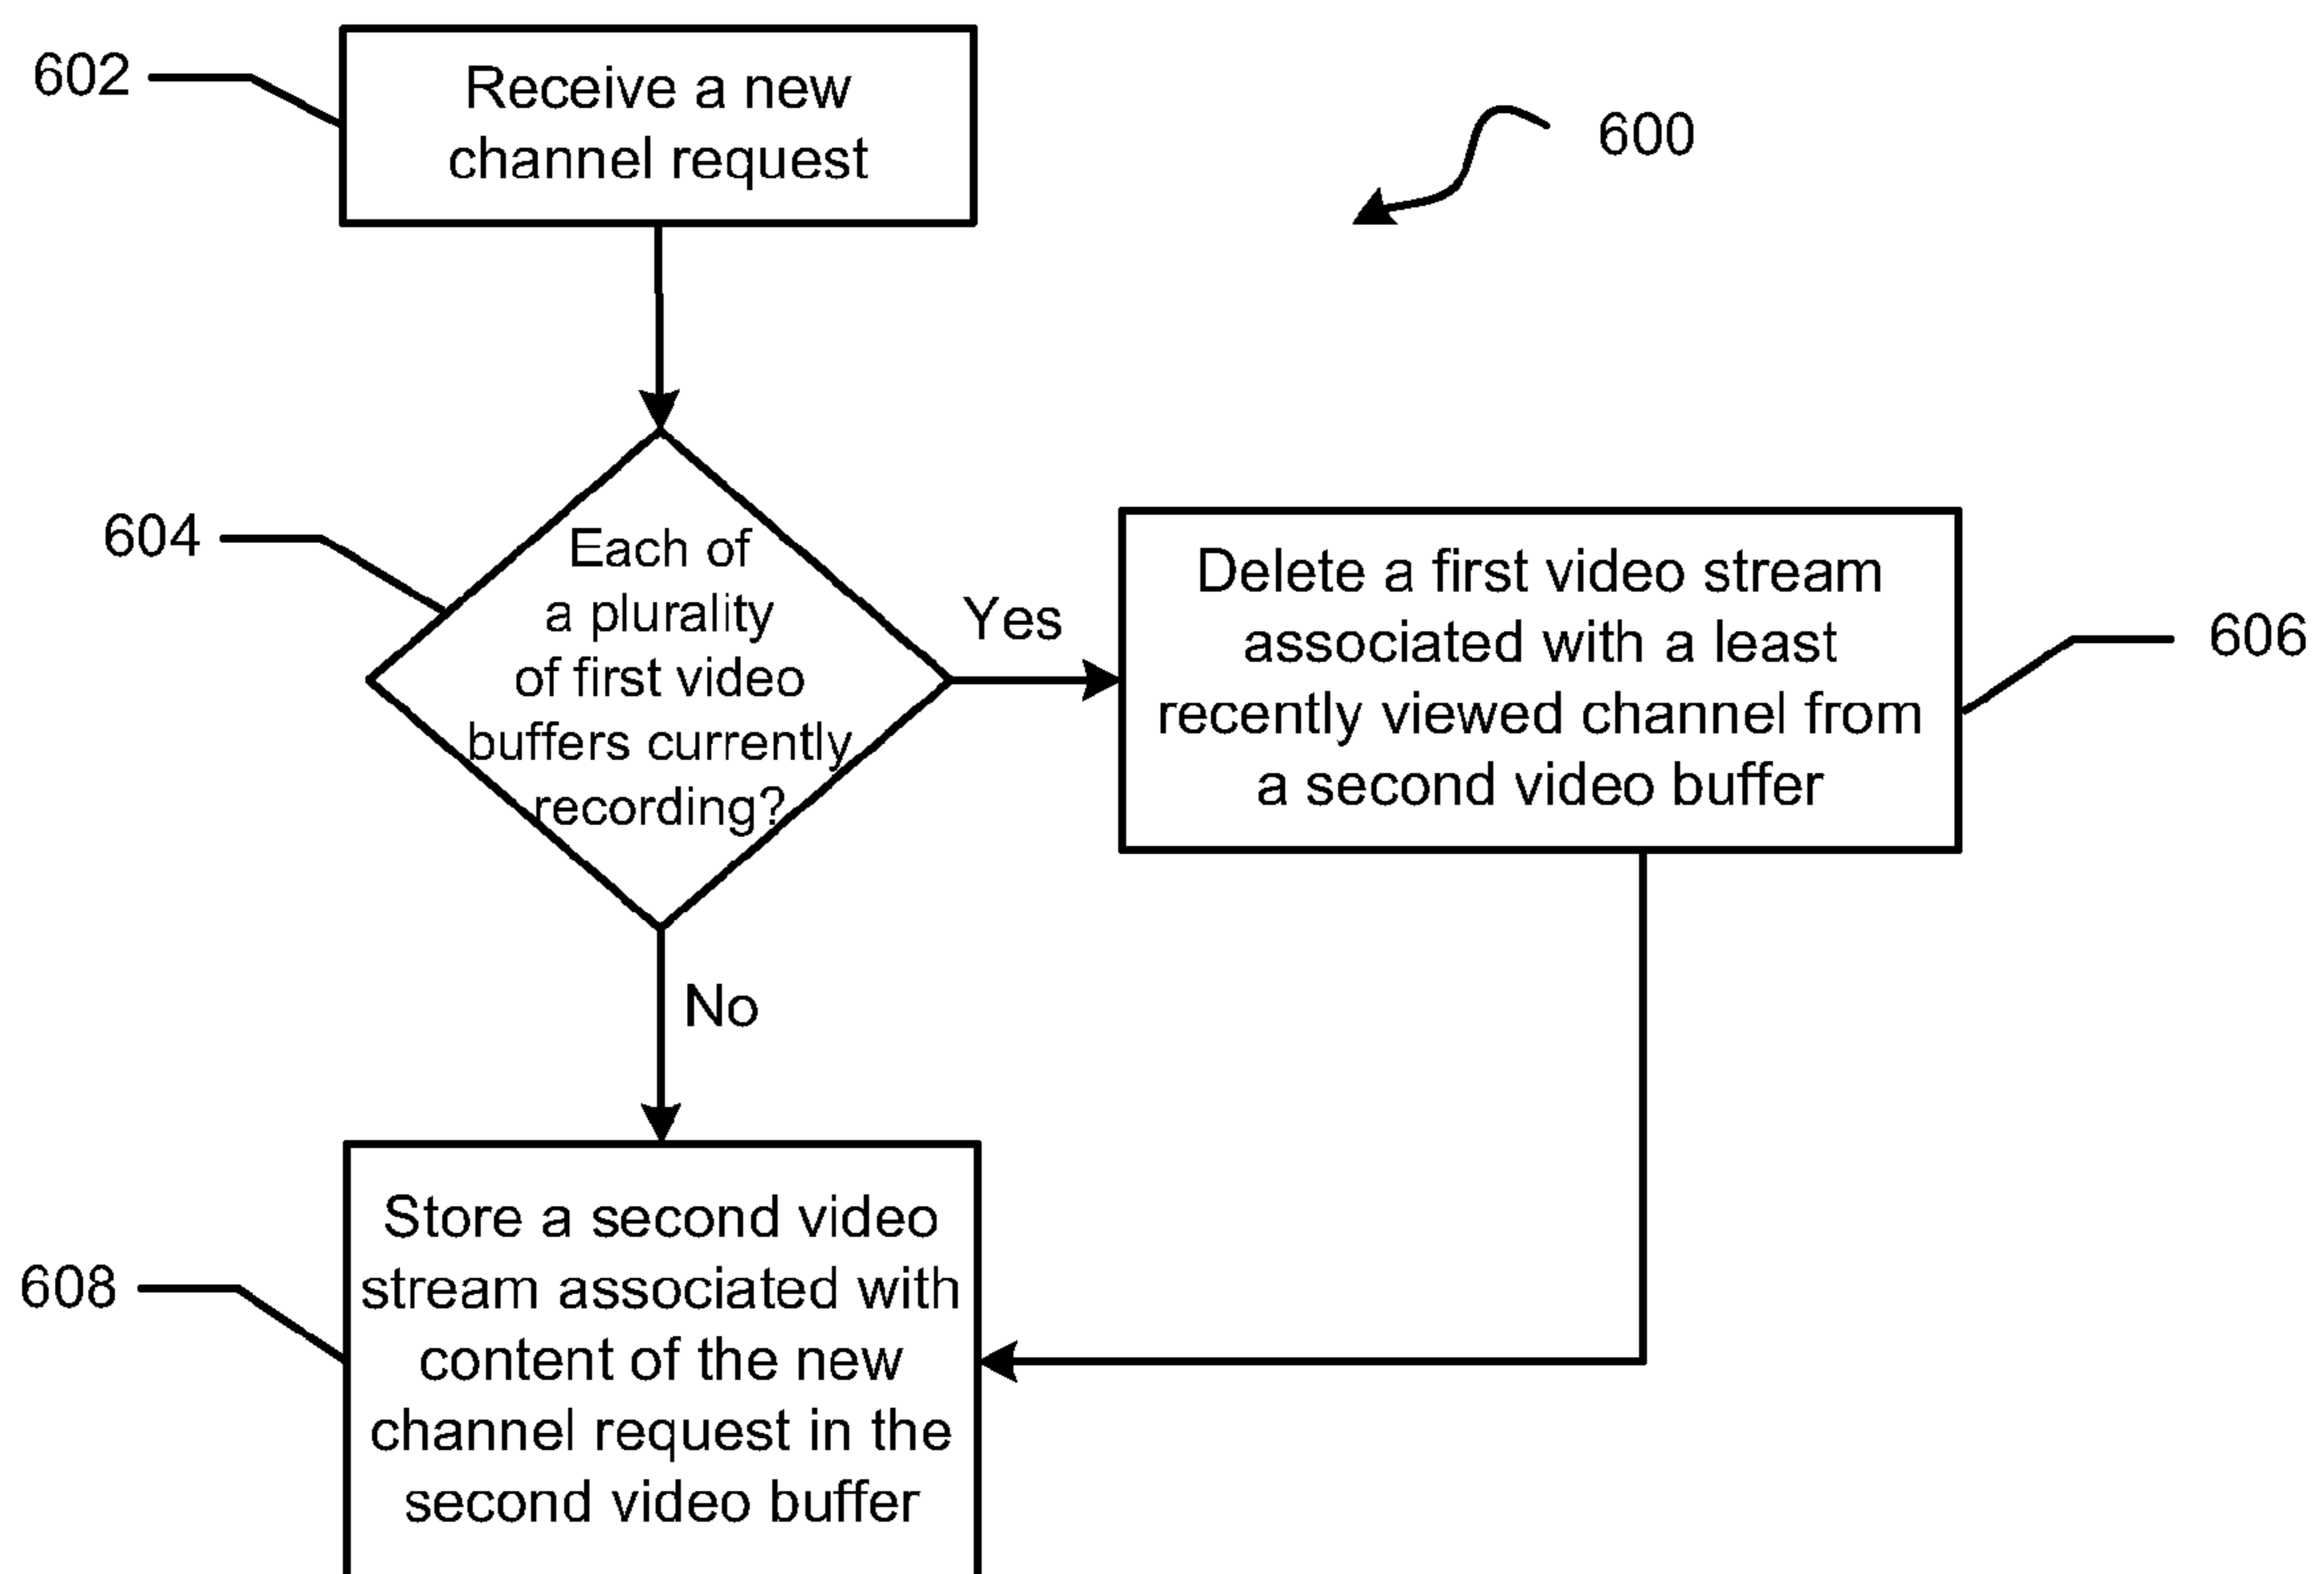 602
Receive a new
channel request
600
604
Each of
a plurality
of first video
buffers currently
recording?
Yes
Delete a first video stream
associated with a least
recently viewed channel from
a second video buffer
606
No
608
Store a second video
stream associated with
content of the new
channel request in the
second video buffer